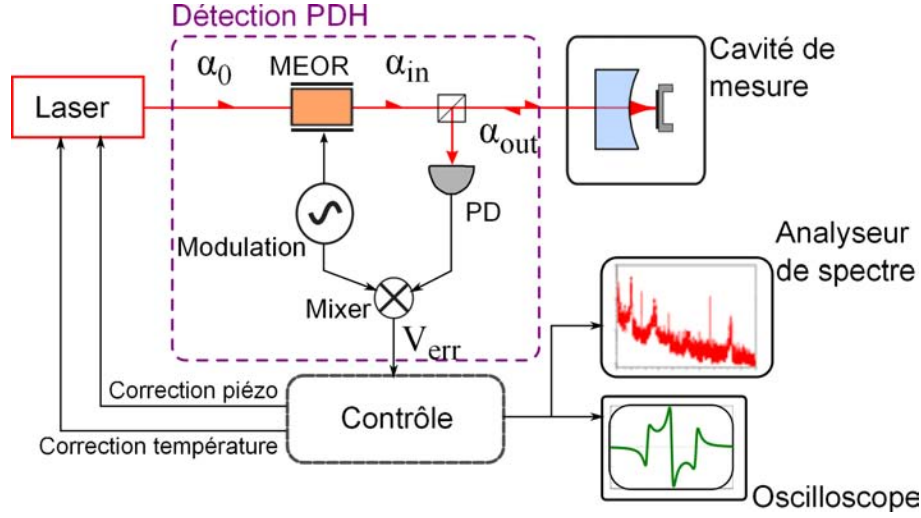 Détection PDH
α0
MEOR
αin
Cavité de
mesure
Laser
αout
PD
Modulation
Mixer
Analyseur
de spectre
Verr
Correction piézo
Contrôle
Correction température
Oscilloscope